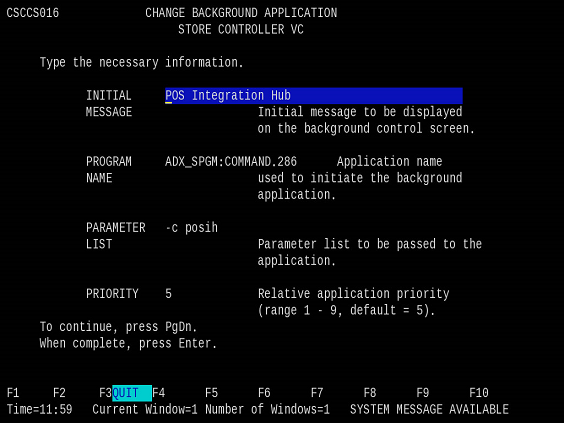 CSCCS016 CHANGE BACKGROUND APPLICATION
STORE CONTROLLER VC
Type the necessary information.
INITIAL POS Integration Hub
MESSAGE Initial message to be displayed
on the background control screen.
PROGRAM ADX_SPGM:COMMAND.286 Application name
NAME used to initiate the background
application.
PARAMETER -c posih
LIST Parameter list to be passed to the
application.
PRIORITY 5 Relative application priority
(range 1 - 9, default = 5).
To continue, press PgDn.
When complete, press Enter.
F1 F2 F3QUIT F4 F5 F6 F7 F8 F9 F10
Time=11:59 Current Window=1 Number of Windows=1 SYSTEM MESSAGE AVAILABLE